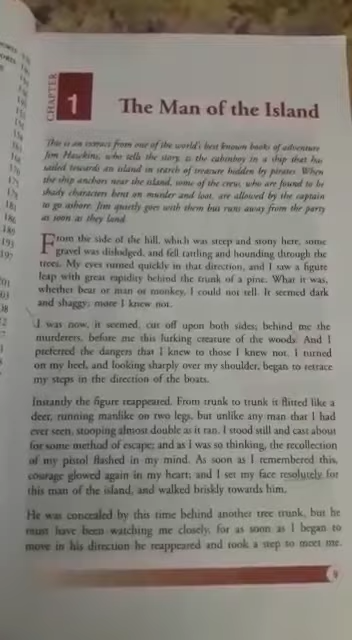 CHAPTER
1
The Man of the Island
This is an extract from one of the world's best known books of adventure
Jim Hawkins, who tells the story, is the cabinboy in a ship that has
sailed towards an island in search of treasure hidden by pirates. When
the ship anchors near the island, some of the crew, who are found to be
shady characters bent on murder and loot, are allowed by the captain
to go ashore. Jim quietly goes with them but runs away from the party
as soon as they land.
From the side of the hill, which was steep and stony here, some
gravel was dislodged, and fell rattling and bounding through the
trees. My eyes turned quickly in that direction, and I saw a figure
leap with great rapidity behind the trunk of a pine. What it was,
whether bear or man or monkey, I could not tell. It seemed dark
and shaggy; more I knew not.
I was now, it seemed, cut off upon both sides; behind me the
murderers, before me this lurking creature of the woods. And I
preferred the dangers that I knew to those I knew not. I turned
on my heel, and looking sharply over my shoulder, began to retrace
my steps in the direction of the boats.
Instantly the figure reappeared. From trunk to trunk it flitted like a
deer, running manlike on two legs, but unlike any man that I had
ever seen, stooping almost double as it ran. I stood still and cast about
for some method of escape; and as I was so thinking, the recollection
of my pistol flashed in my mind. As soon as I remembered this,
courage glowed again in my heart; and I set my face resolutely for
this man of the island, and walked briskly towards him.
He was concealed by this time behind another tree trunk, but he
must have been watching me closely, for as soon as I began to
move in his direction he reappeared and took a step to meet me.
9